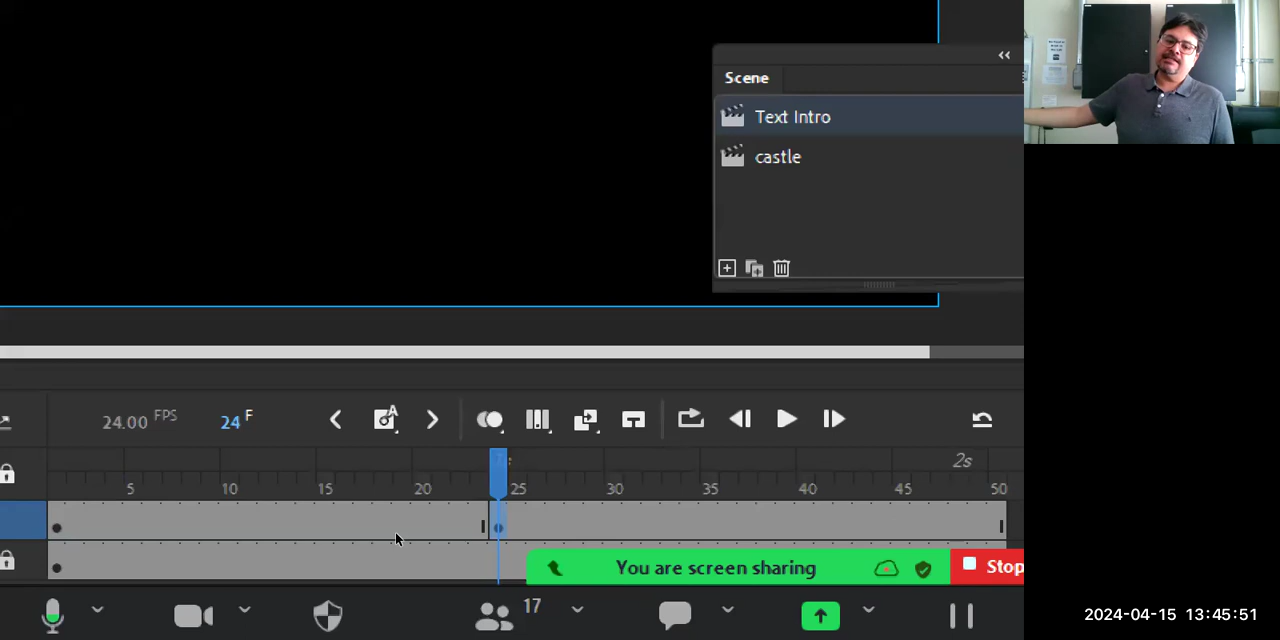 Scene
Text Intro
castle
24.00 FPS
24 F
2s
5 10 15 20 25 30 35 40 45 50
You are screen sharing
Stop
17
2024-04-15 13:45:51